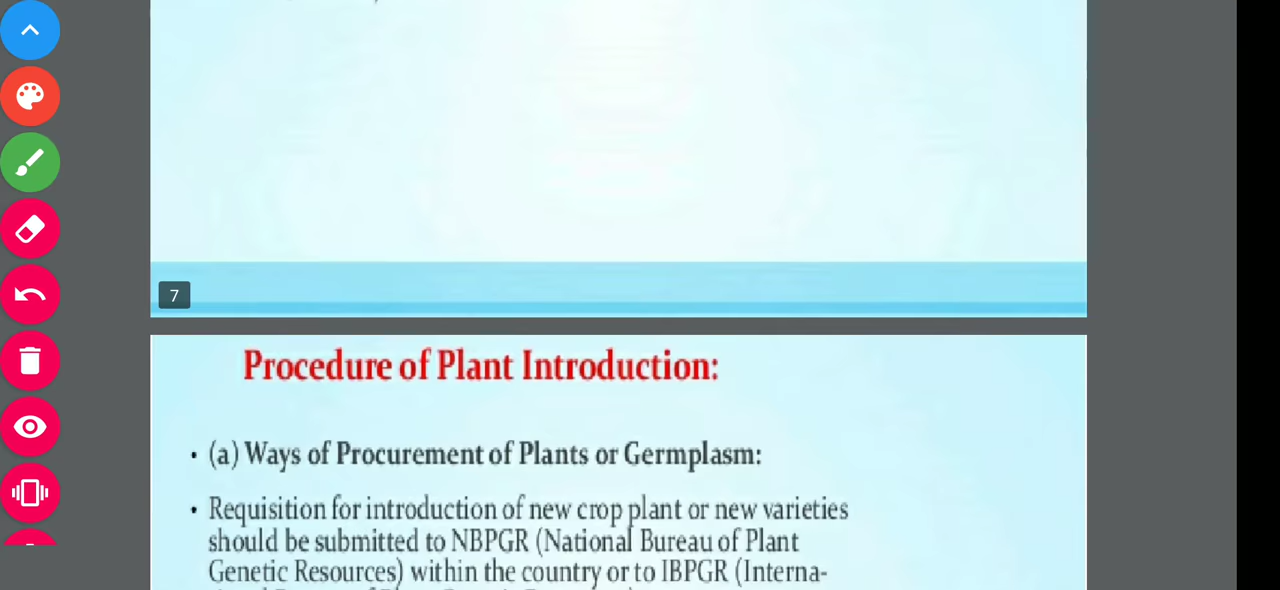 7
Procedure of Plant Introduction:
• (a) Ways of Procurement of Plants or Germplasm:
• Requisition for introduction of new crop plant or new varieties
should be submitted to NBPGR (National Bureau of Plant
Genetic Resources) within the country or to IBPGR (Interna-